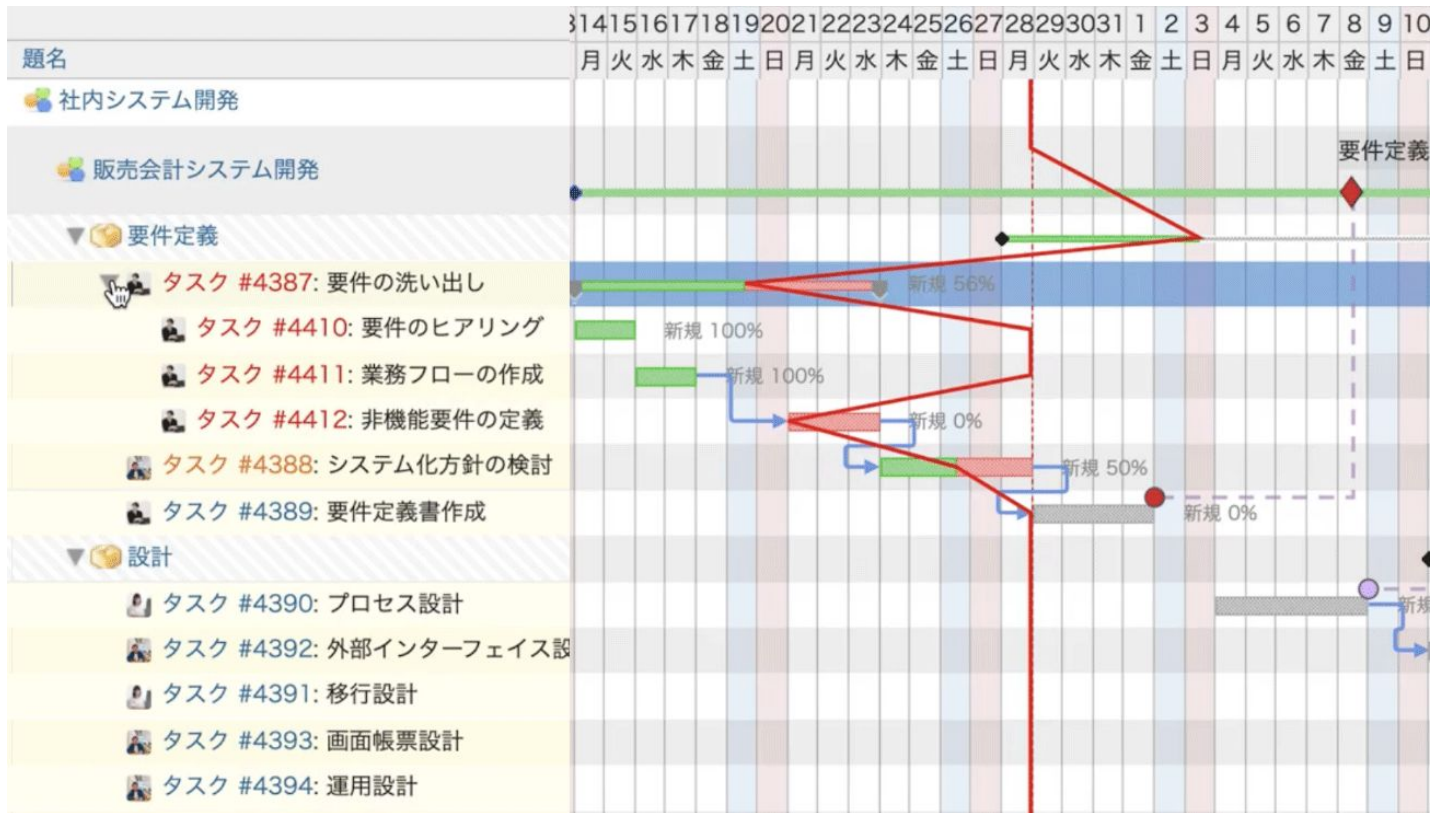 14 15 16 17 18 19 20 21 22 23 24 25 26 27 28 29 30 31 1 2 3 4 5 6 7 8 9 10
題名 月 火 水 木 金 土 日 月 火 水 木 金 土 日 月 火 水 木 金 土 日 月 火 水 木 金 土 日
社内システム開発
要件定義
販売会計システム開発
要件定義
タスク #4387: 要件の洗い出し 新規 56%
タスク #4410: 要件のヒアリング 新規 100%
タスク #4411: 業務フローの作成 新規 100%
タスク #4412: 非機能要件の定義 新規 0%
タスク #4388: システム化方針の検討 新規 50%
タスク #4389: 要件定義書作成 新規 0%
設計
タスク #4390: プロセス設計 新規
タスク #4392: 外部インターフェイス設
タスク #4391: 移行設計
タスク #4393: 画面帳票設計
タスク #4394: 運用設計